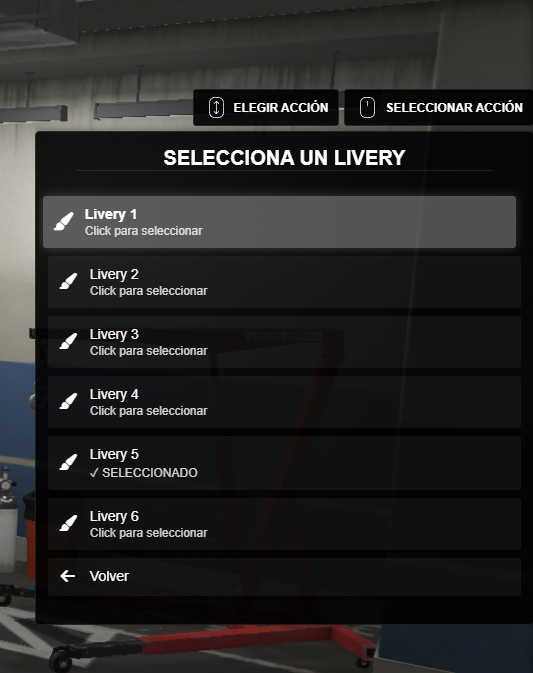 ELEGIR ACCIÓN
SELECCIONAR ACCIÓN
SELECCIONA UN LIVERY
Livery 1
Click para seleccionar
Livery 2
Click para seleccionar
Livery 3
Click para seleccionar
Livery 4
Click para seleccionar
Livery 5
✓ SELECCIONADO
Livery 6
Click para seleccionar
Volver